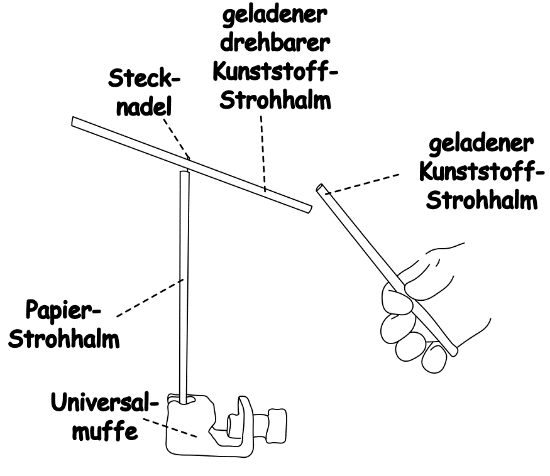 geladener
drehbarer
Kunststoff-
Strohhalm
Steck-
nadel
geladener
Kunststoff-
Strohhalm
Papier-
Strohhalm
Universal-
muffe